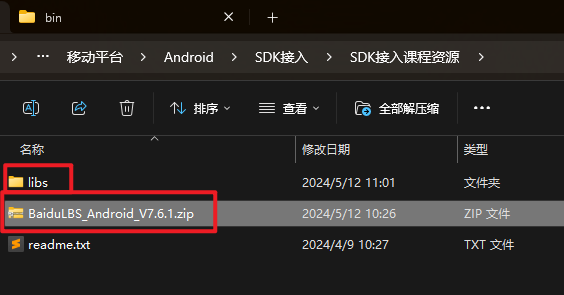 bin
移动平台 Android SDK接入 SDK接入课程资源
排序 查看 全部解压缩
名称 修改日期 类型
libs 2024/5/12 11:01 文件夹
BaiduLBS_Android_V7.6.1.zip 2024/5/12 10:26 ZIP 文件
readme.txt 2024/4/9 10:27 TXT 文件